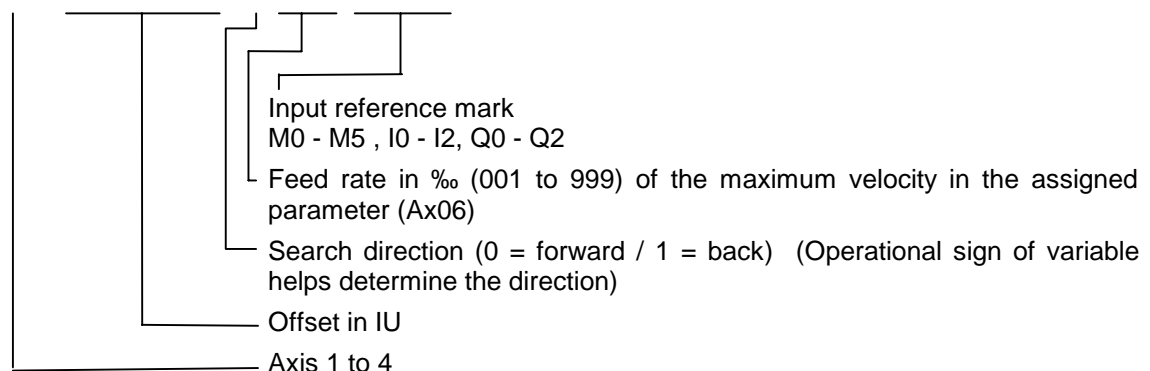 Input reference mark
M0 - M5 , I0 - I2, Q0 - Q2
Feed rate in ‰ (001 to 999) of the maximum velocity in the assigned
parameter (Ax06)
Search direction (0 = forward / 1 = back) (Operational sign of variable
helps determine the direction)
Offset in IU
Axis 1 to 4